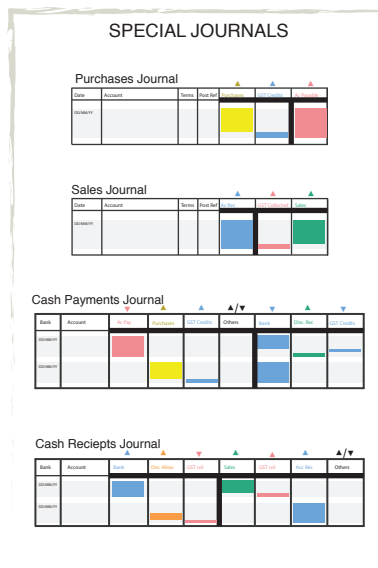 SPECIAL JOURNALS
Purchases Journal
Date Account Terms Post Ref Purchases GST Credits Ac Payable
DD/MM/YY
Sales Journal
Date Account Terms Post Ref Ac Rec GST Collected Sales
DD/MM/YY
Cash Payments Journal
Bank Account Ac Pay Purchases GST Credits Others Bank Disc. Rec GST Credits
DD/MM/YY
DD/MM/YY
Cash Reciepts Journal
Bank Account Bank Disc Allow. GST col Sales GST col Acc Rec Others
DD/MM/YY
DD/MM/YY